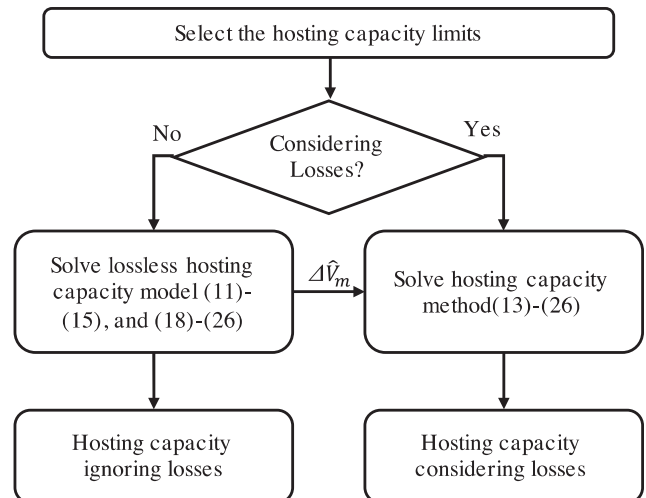 Select the hosting capacity limits
No
Considering
Losses?
Yes
Solve lossless hosting
capacity model (11)-
(15), and (18)-(26)
ΔV̂ₘ
Solve hosting capacity
method(13)-(26)
Hosting capacity
ignoring losses
Hosting capacity
considering losses